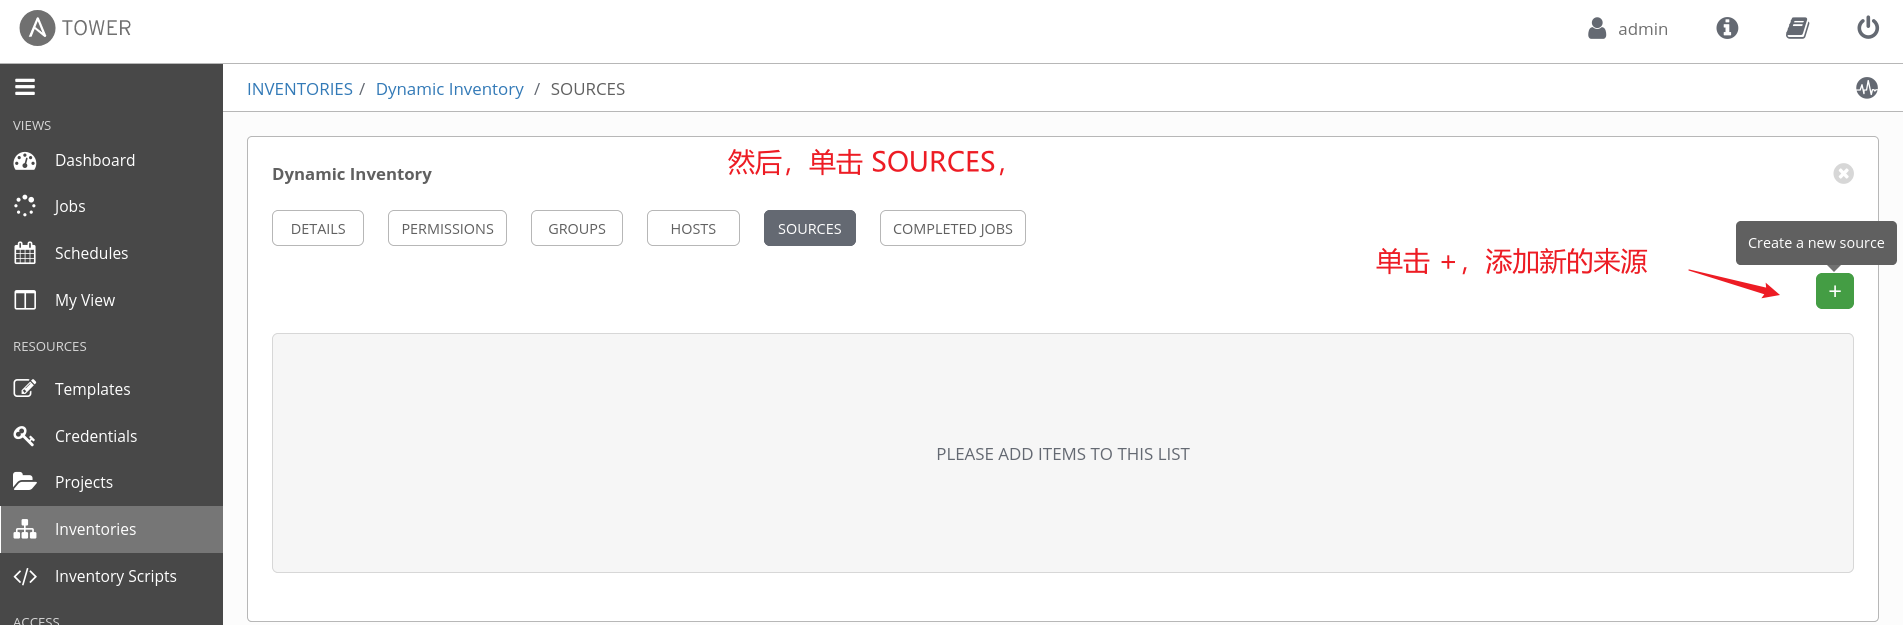 TOWER
admin
INVENTORIES / Dynamic Inventory / SOURCES
VIEWS
Dashboard
Jobs
Schedules
My View
RESOURCES
Templates
Credentials
Projects
Inventories
Inventory Scripts
ACCESS
然后，单击 SOURCES，
Dynamic Inventory
DETAILS
PERMISSIONS
GROUPS
HOSTS
SOURCES
COMPLETED JOBS
Create a new source
单击 +，添加新的来源
+
PLEASE ADD ITEMS TO THIS LIST